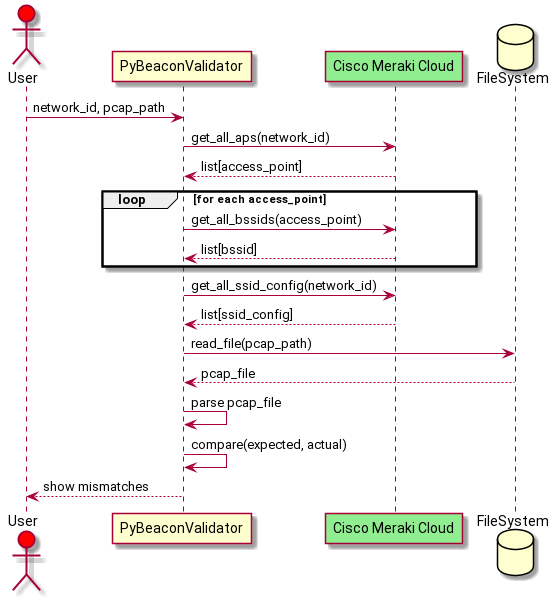 User
PyBeaconValidator
Cisco Meraki Cloud
FileSystem
network_id, pcap_path
get_all_aps(network_id)
list[access_point]
loop [for each access_point]
get_all_bssids(access_point)
list[bssid]
get_all_ssid_config(network_id)
list[ssid_config]
read_file(pcap_path)
pcap_file
parse pcap_file
compare(expected, actual)
show mismatches
User
PyBeaconValidator
Cisco Meraki Cloud
FileSystem